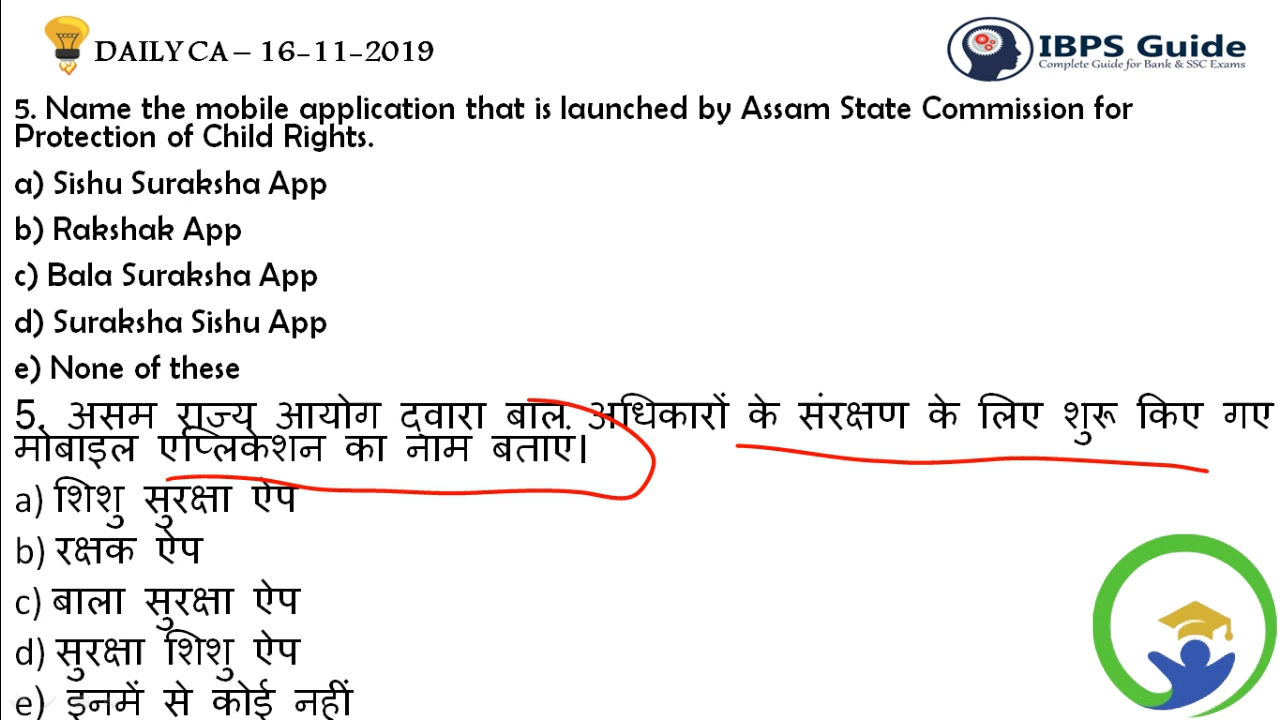 DAILY CA – 16-11-2019
IBPS Guide
Complete Guide for Bank & SSC Exams
5. Name the mobile application that is launched by Assam State Commission for
Protection of Child Rights.
a) Sishu Suraksha App
b) Rakshak App
c) Bala Suraksha App
d) Suraksha Sishu App
e) None of these
5. असम राज्य आयोग द्वारा बाल अधिकारों के संरक्षण के लिए शुरू किए गए
मोबाइल एप्लिकेशन का नाम बताएं।
a) शिशु सुरक्षा ऐप
b) रक्षक ऐप
c) बाला सुरक्षा ऐप
d) सुरक्षा शिशु ऐप
e) इनमें से कोई नहीं